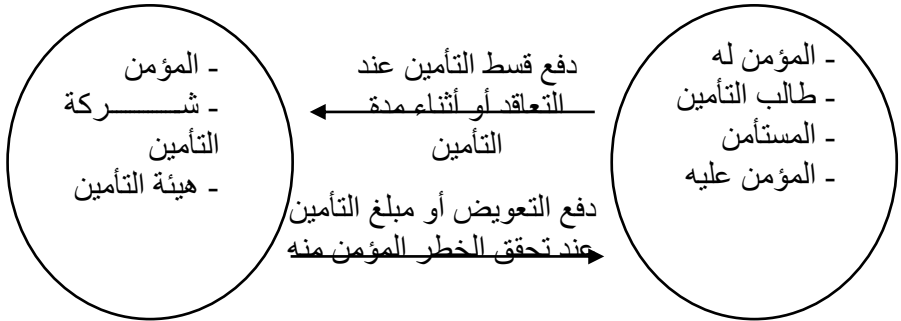 - المؤمن له
- طالب التأمين
- المستأمن
- المؤمن عليه
دفع قسط التأمين عند
التعاقد أو أثناء مدة
التأمين
دفع التعويض أو مبلغ التأمين
عند تحقق الخطر المؤمن منه
- المؤمن
- شــــــــركة
التأمين
- هيئة التأمين